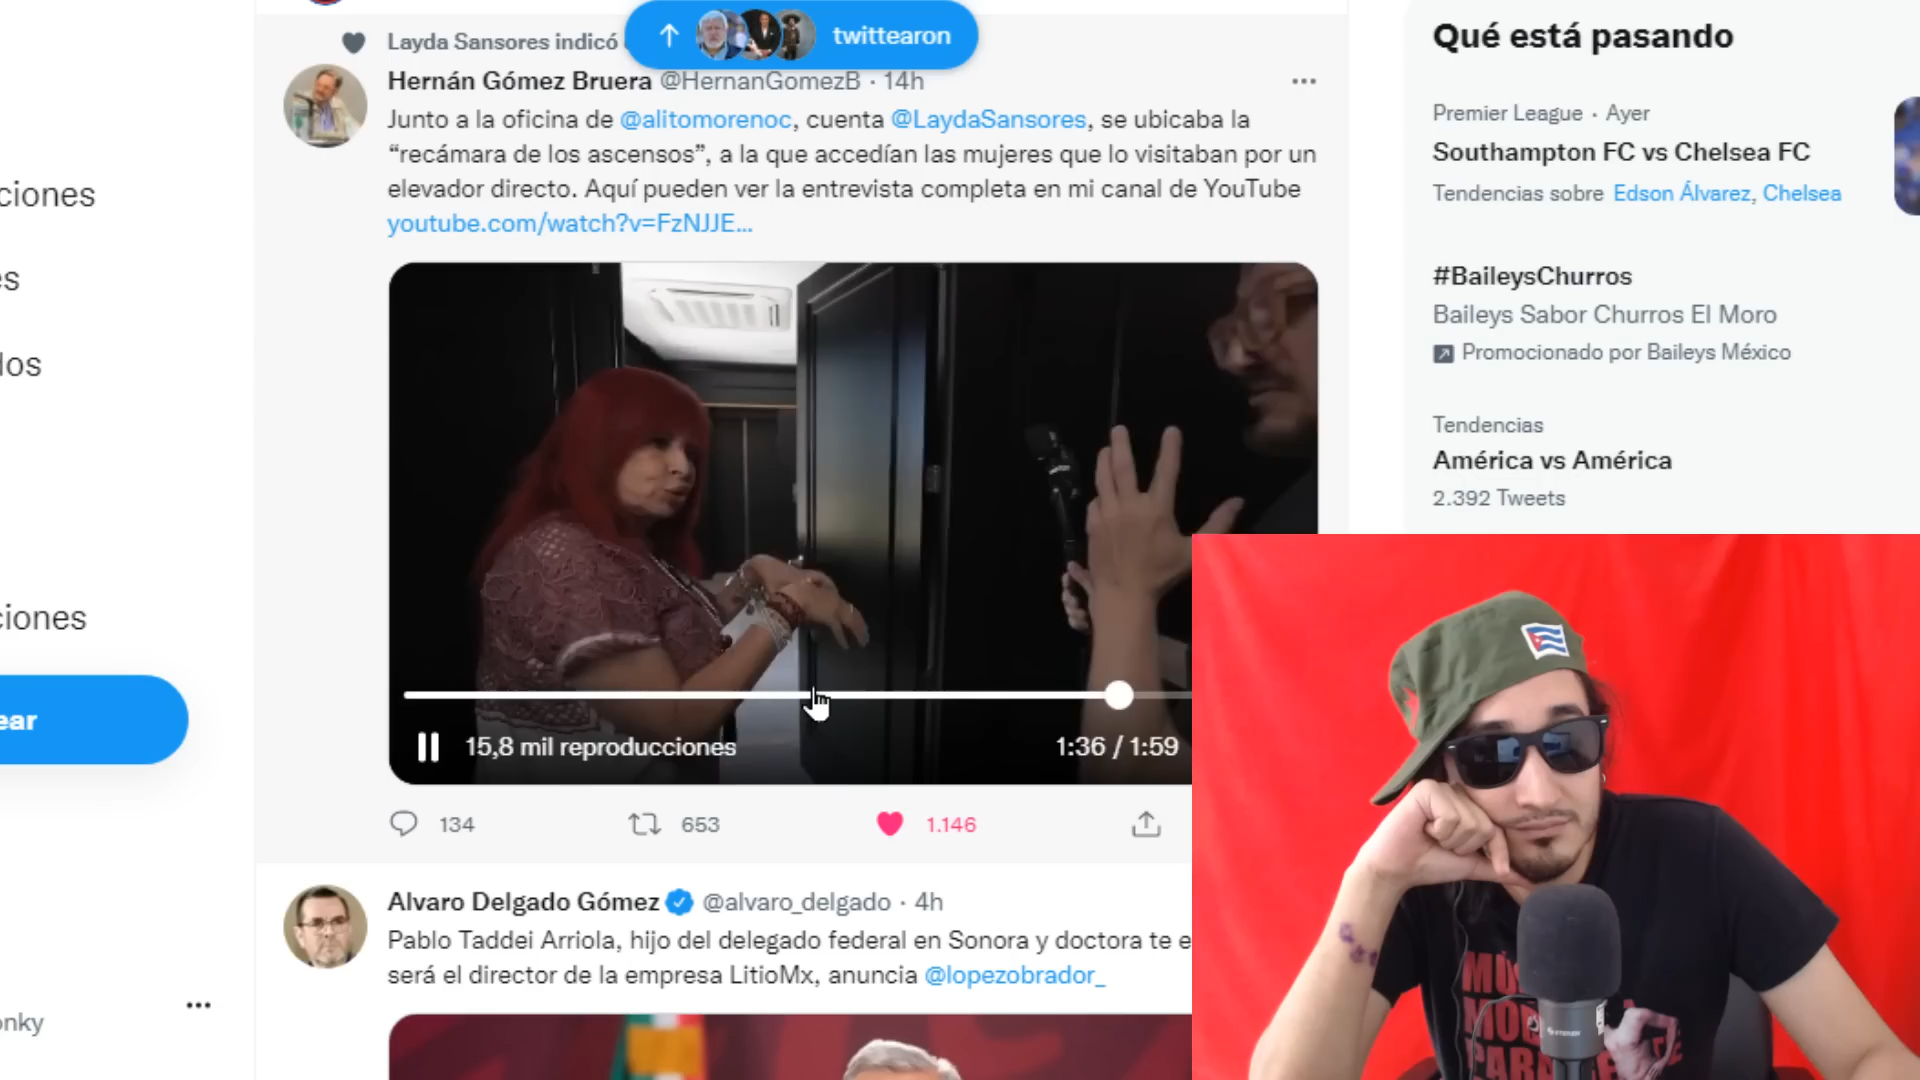 Layda Sansores indicó
twittearon
Hernán Gómez Bruera @HernanGomezB · 14h
Junto a la oficina de @alitomorenoc, cuenta @LaydaSansores, se ubicaba la
“recámara de los ascensos”, a la que accedían las mujeres que lo visitaban por un
elevador directo. Aquí pueden ver la entrevista completa en mi canal de YouTube
youtube.com/watch?v=FzNJJE...
15,8 mil reproducciones
1:36 / 1:59
134
653
1.146
Alvaro Delgado Gómez @alvaro_delgado · 4h
Pablo Taddei Arriola, hijo del delegado federal en Sonora y doctora te e
será el director de la empresa LitioMx, anuncia @lopezobrador_
ciones
es
dos
ciones
ear
onky
Qué está pasando
Premier League · Ayer
Southampton FC vs Chelsea FC
Tendencias sobre Edson Álvarez, Chelsea
#BaileysChurros
Baileys Sabor Churros El Moro
Promocionado por Baileys México
Tendencias
América vs América
2.392 Tweets